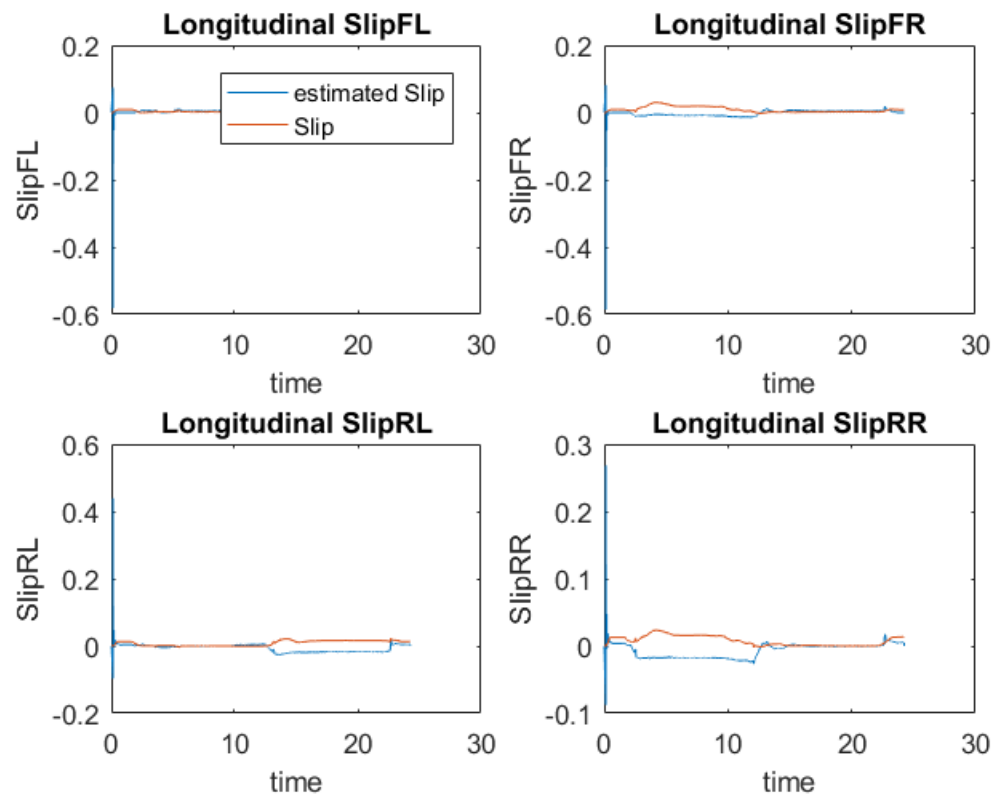 Longitudinal SlipFL
0.2
0
-0.2
-0.4
-0.6
SlipFL
estimated Slip
Slip
0 10 20 30
time
Longitudinal SlipFR
0.2
0
-0.2
-0.4
-0.6
SlipFR
0 10 20 30
time
Longitudinal SlipRL
0.6
0.4
0.2
0
-0.2
SlipRL
0 10 20 30
time
Longitudinal SlipRR
0.3
0.2
0.1
0
-0.1
SlipRR
0 10 20 30
time